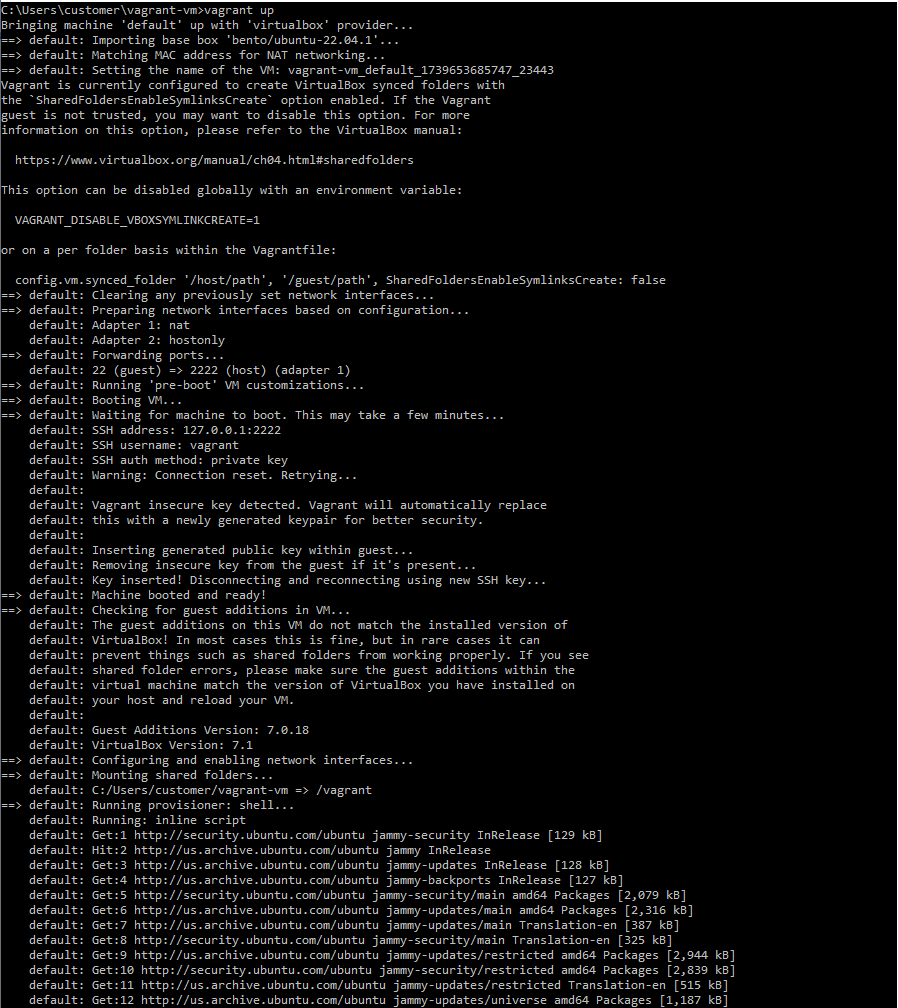 C:\Users\customer\vagrant-vm>vagrant up
Bringing machine 'default' up with 'virtualbox' provider...
==> default: Importing base box 'bento/ubuntu-22.04.1'...
==> default: Matching MAC address for NAT networking...
==> default: Setting the name of the VM: vagrant-vm_default_1739653685747_23443
Vagrant is currently configured to create VirtualBox synced folders with
the `SharedFoldersEnableSymlinksCreate` option enabled. If the Vagrant
guest is not trusted, you may want to disable this option. For more
information on this option, please refer to the VirtualBox manual:
https://www.virtualbox.org/manual/ch04.html#sharedfolders
This option can be disabled globally with an environment variable:
VAGRANT_DISABLE_VBOXSYMLINKCREATE=1
or on a per folder basis within the Vagrantfile:
config.vm.synced_folder '/host/path', '/guest/path', SharedFoldersEnableSymlinksCreate: false
==> default: Clearing any previously set network interfaces...
==> default: Preparing network interfaces based on configuration...
default: Adapter 1: nat
default: Adapter 2: hostonly
==> default: Forwarding ports...
default: 22 (guest) => 2222 (host) (adapter 1)
==> default: Running 'pre-boot' VM customizations...
==> default: Booting VM...
==> default: Waiting for machine to boot. This may take a few minutes...
default: SSH address: 127.0.0.1:2222
default: SSH username: vagrant
default: SSH auth method: private key
default: Warning: Connection reset. Retrying...
default:
default: Vagrant insecure key detected. Vagrant will automatically replace
default: this with a newly generated keypair for better security.
default:
default: Inserting generated public key within guest...
default: Removing insecure key from the guest if it's present...
default: Key inserted! Disconnecting and reconnecting using new SSH key...
==> default: Machine booted and ready!
==> default: Checking for guest additions in VM...
default: The guest additions on this VM do not match the installed version of
default: VirtualBox! In most cases this is fine, but in rare cases it can
default: prevent things such as shared folders from working properly. If you see
default: shared folder errors, please make sure the guest additions within the
default: virtual machine match the version of VirtualBox you have installed on
default: your host and reload your VM.
default:
default: Guest Additions Version: 7.0.18
default: VirtualBox Version: 7.1
==> default: Configuring and enabling network interfaces...
==> default: Mounting shared folders...
default: C:/Users/customer/vagrant-vm => /vagrant
==> default: Running provisioner: shell...
default: Running: inline script
default: Get:1 http://security.ubuntu.com/ubuntu jammy-security InRelease [129 kB]
default: Hit:2 http://us.archive.ubuntu.com/ubuntu jammy InRelease
default: Get:3 http://us.archive.ubuntu.com/ubuntu jammy-updates InRelease [128 kB]
default: Get:4 http://us.archive.ubuntu.com/ubuntu jammy-backports InRelease [127 kB]
default: Get:5 http://security.ubuntu.com/ubuntu jammy-security/main amd64 Packages [2,079 kB]
default: Get:6 http://us.archive.ubuntu.com/ubuntu jammy-updates/main amd64 Packages [2,316 kB]
default: Get:7 http://us.archive.ubuntu.com/ubuntu jammy-updates/main Translation-en [387 kB]
default: Get:8 http://security.ubuntu.com/ubuntu jammy-security/main Translation-en [325 kB]
default: Get:9 http://us.archive.ubuntu.com/ubuntu jammy-updates/restricted amd64 Packages [2,944 kB]
default: Get:10 http://security.ubuntu.com/ubuntu jammy-security/restricted amd64 Packages [2,839 kB]
default: Get:11 http://us.archive.ubuntu.com/ubuntu jammy-updates/restricted Translation-en [515 kB]
default: Get:12 http://us.archive.ubuntu.com/ubuntu jammy-updates/universe amd64 Packages [1,187 kB]